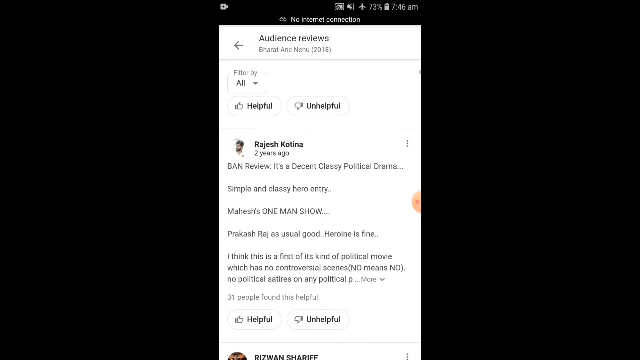 73% 7:46 am
No internet connection
Audience reviews
Bharat Ane Nenu (2018)
Filter by
All
Helpful Unhelpful
Rajesh Kotina
2 years ago
BAN Review: It's a Decent Classy Political Drama...
Simple and classy hero entry..
Mahesh's ONE MAN SHOW....
Prakash Raj as usual good..Heroine is fine..
I think this is a first of its kind of political movie
which has no controversial scenes(NO means NO),
no political satires on any political p ...More
31 people found this helpful.
Helpful Unhelpful
RIZWAN SHARIFF